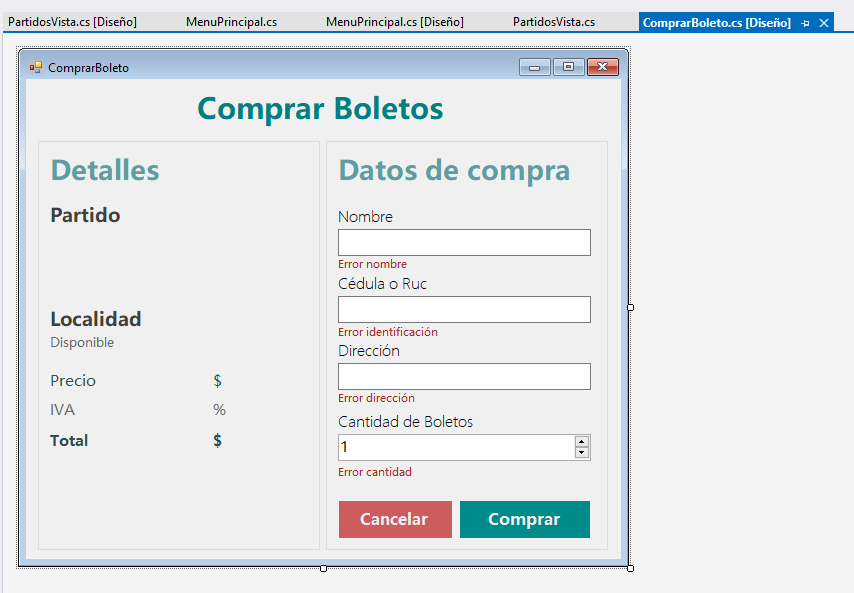 PartidosVista.cs [Diseño] MenuPrincipal.cs MenuPrincipal.cs [Diseño] PartidosVista.cs ComprarBoleto.cs [Diseño]
ComprarBoleto
Comprar Boletos
Detalles
Partido
Localidad
Disponible
Precio $
IVA %
Total $
Datos de compra
Nombre
Error nombre
Cédula o Ruc
Error identificación
Dirección
Error dirección
Cantidad de Boletos
1
Error cantidad
Cancelar Comprar